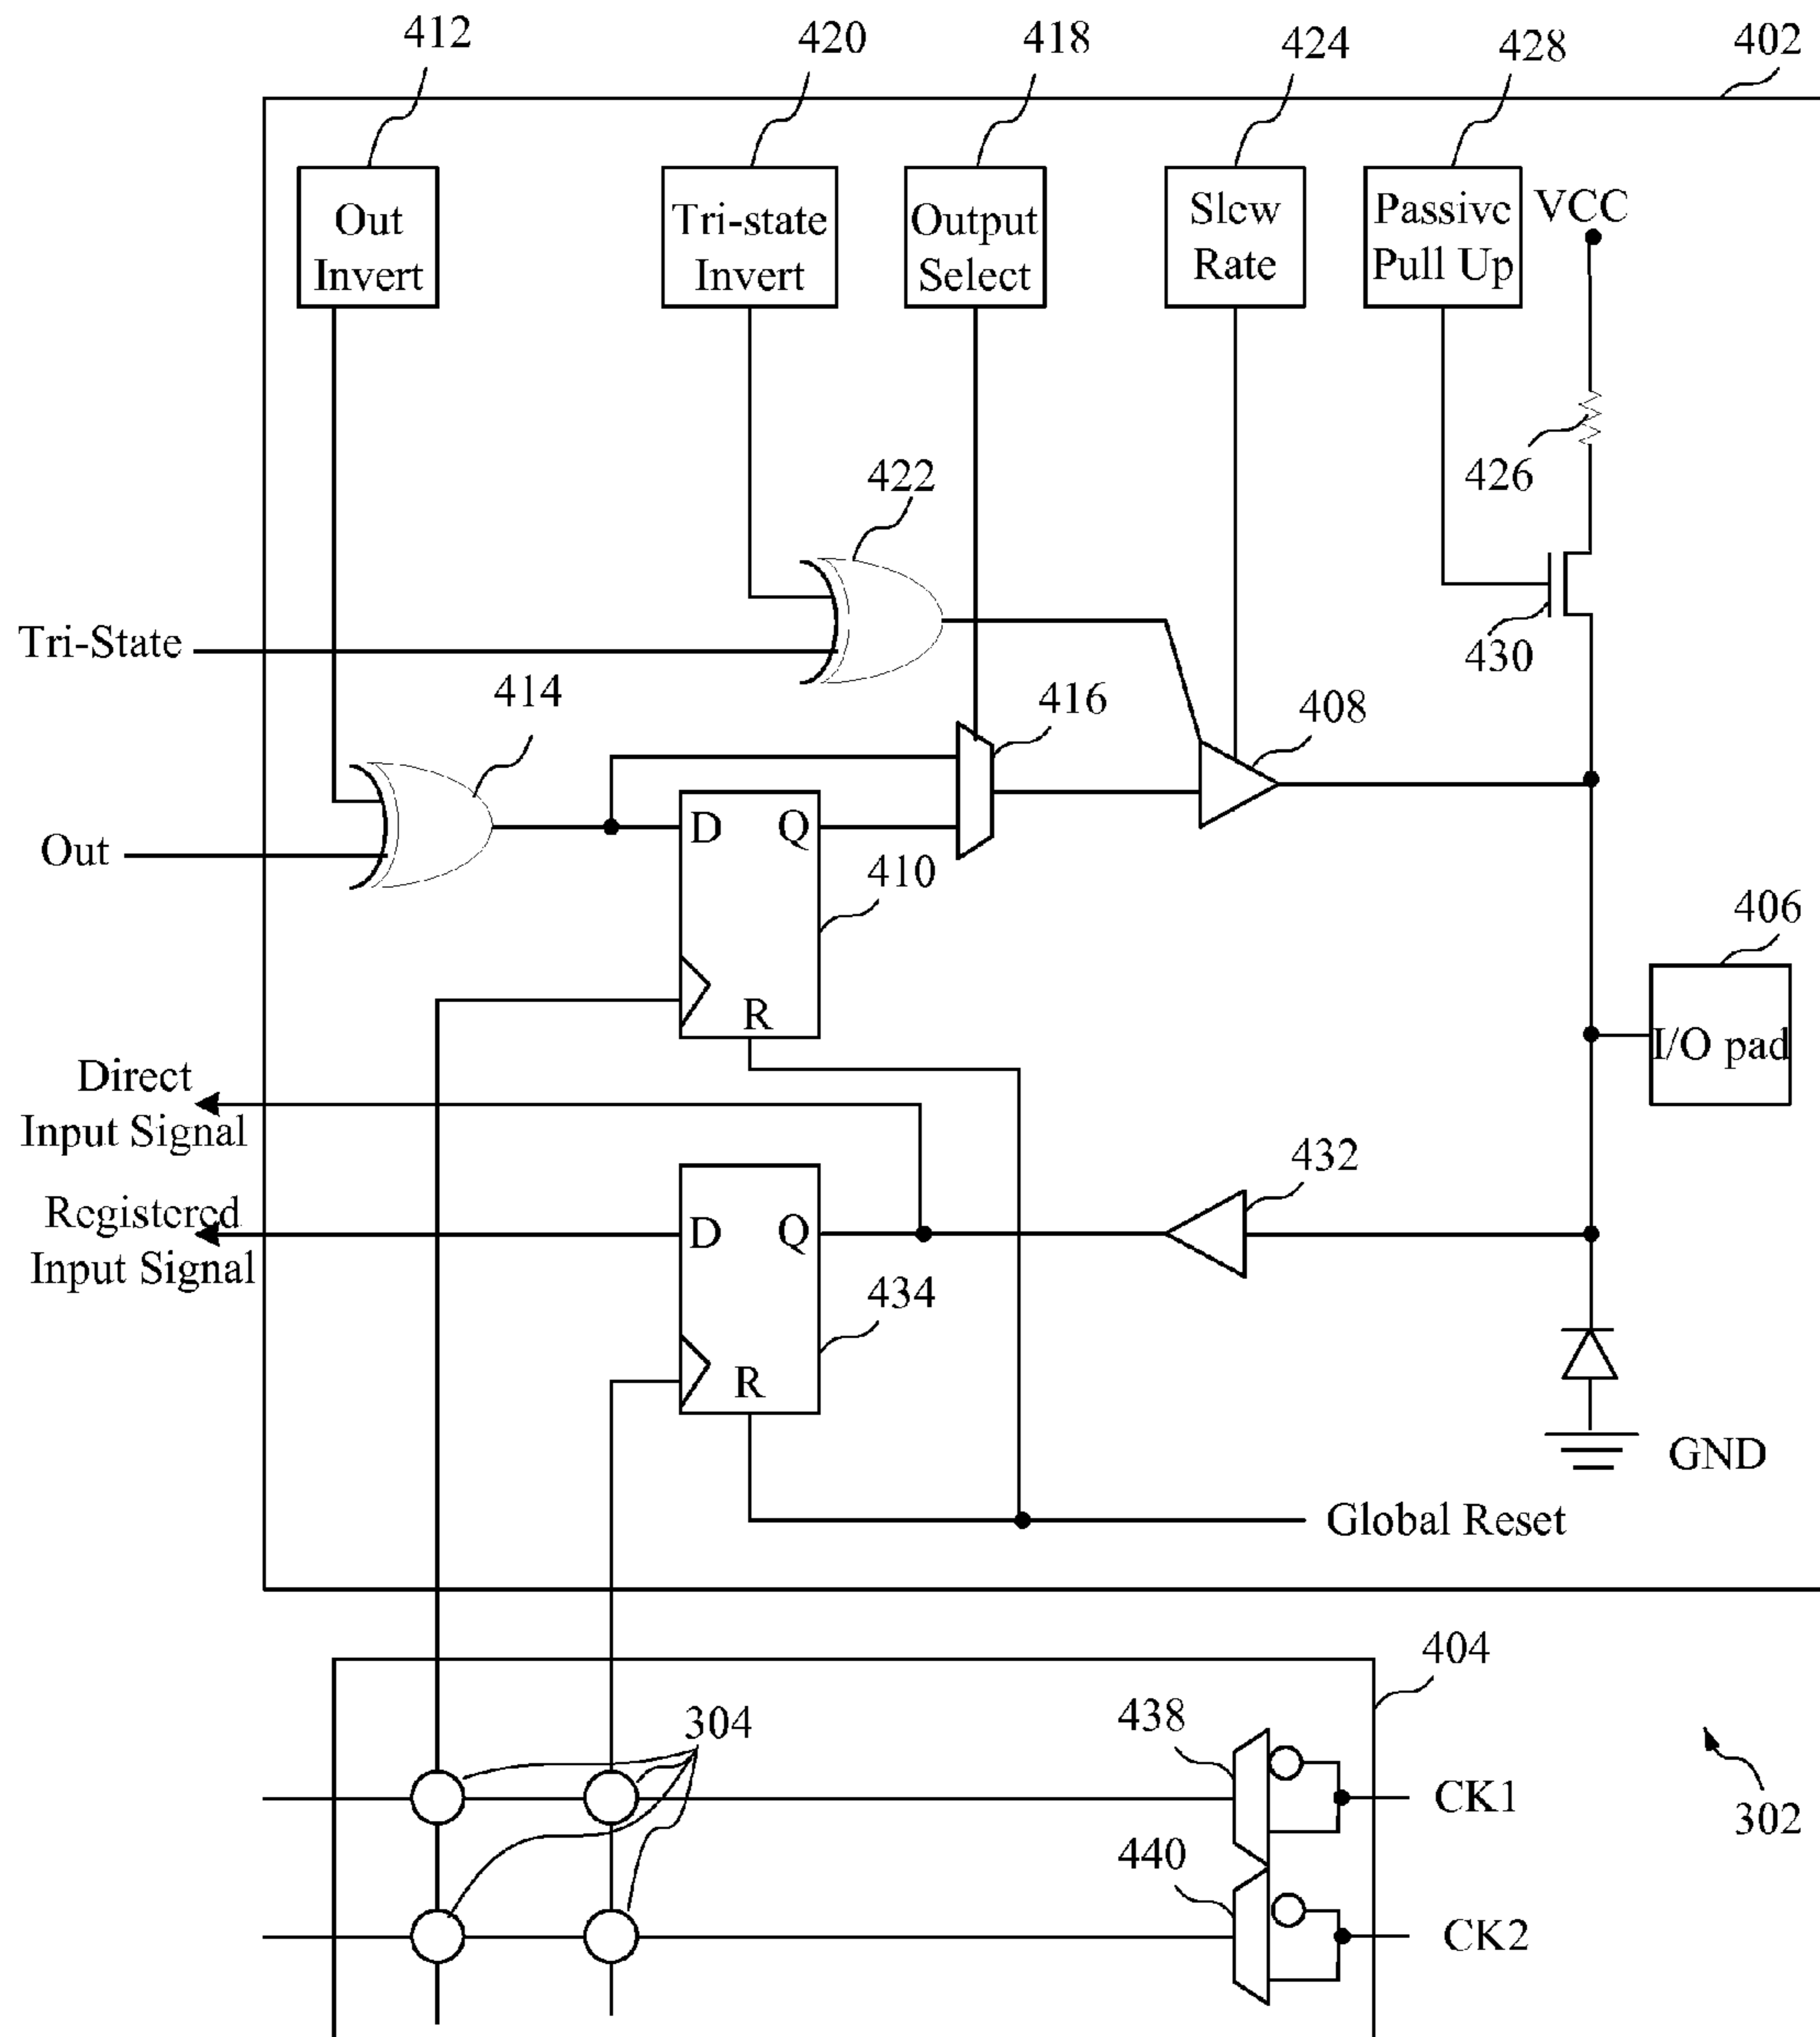 412
420
418
424
428
402
Out
Invert
Tri-state
Invert
Output
Select
Slew
Rate
Passive
Pull Up
VCC
426
422
430
Tri-State
414
416
408
Out
D
Q
410
R
406
I/O pad
Direct
Input Signal
432
Registered
Input Signal
D
Q
434
R
GND
Global Reset
404
304
438
CK1
302
440
CK2